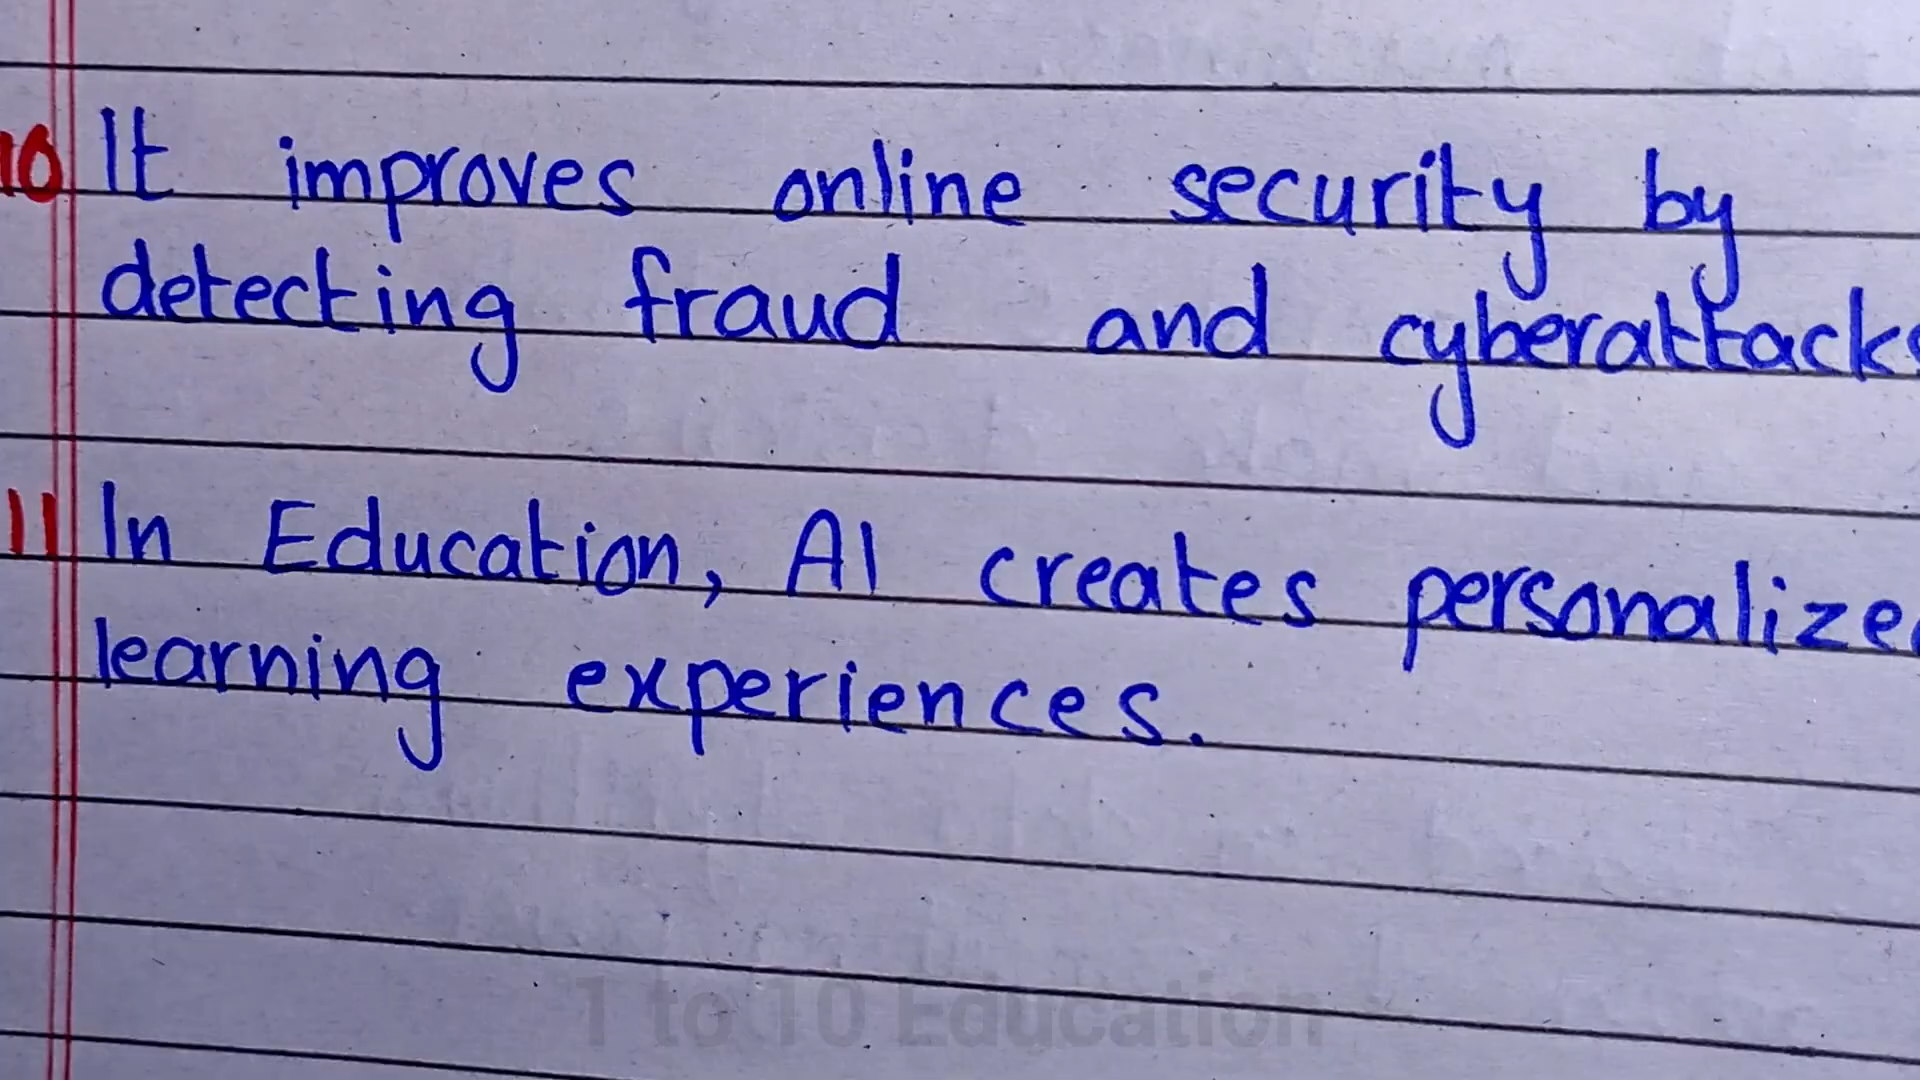 10 It improves online security by
detecting fraud and cyberattacks
11 In Education, AI creates personalize
learning experiences.
1 to 10 Education